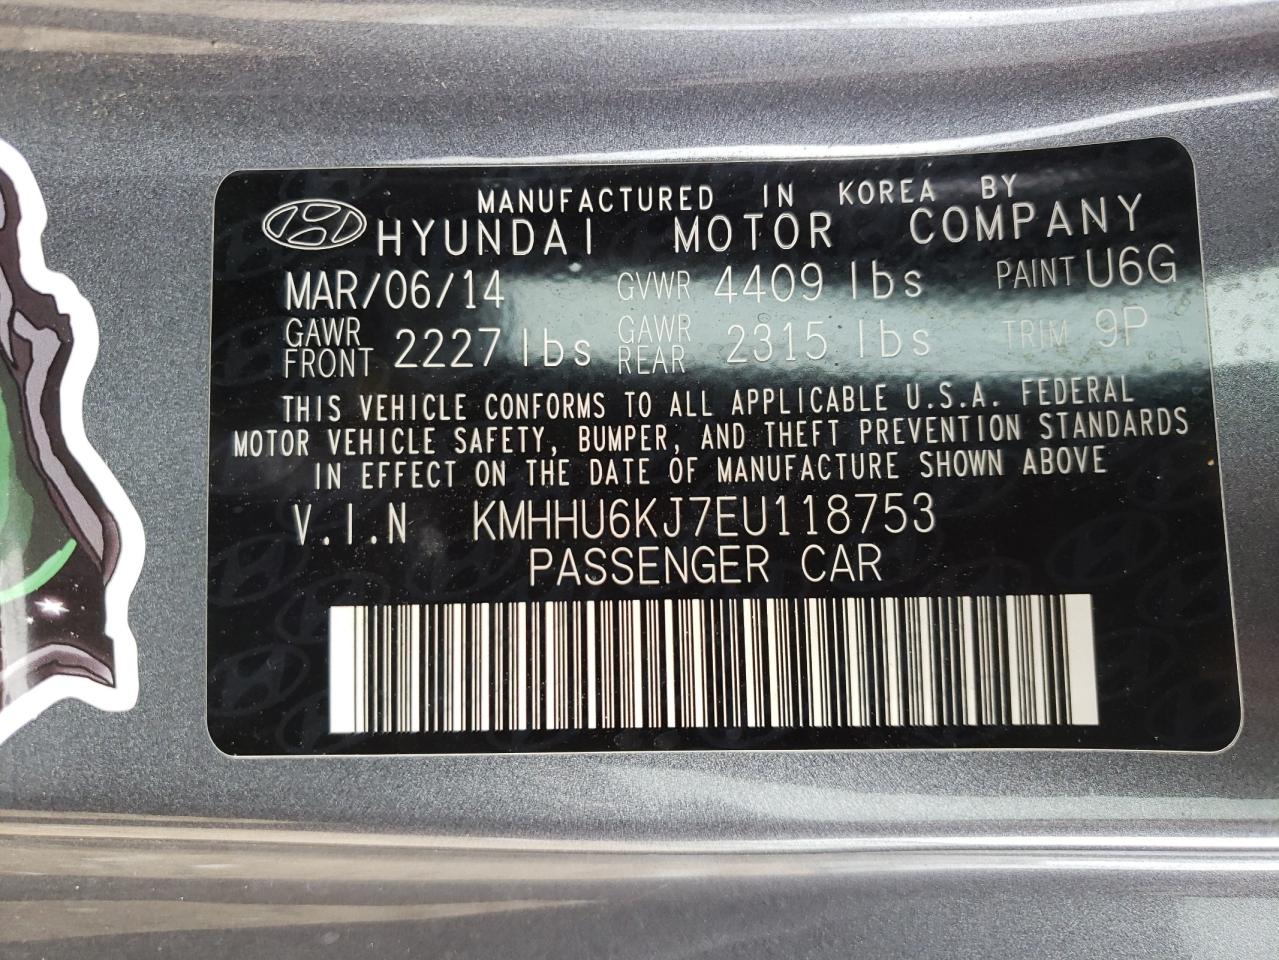 MANUFACTURED IN KOREA BY
HYUNDAI MOTOR COMPANY
MAR/06/14 GVWR 4409 lbs PAINT U6G
GAWR FRONT 2227 lbs GAWR REAR 2315 lbs TRIM 9P
THIS VEHICLE CONFORMS TO ALL APPLICABLE U.S.A. FEDERAL
MOTOR VEHICLE SAFETY, BUMPER, AND THEFT PREVENTION STANDARDS
IN EFFECT ON THE DATE OF MANUFACTURE SHOWN ABOVE
V.I.N KMHHU6KJ7EU118753
PASSENGER CAR